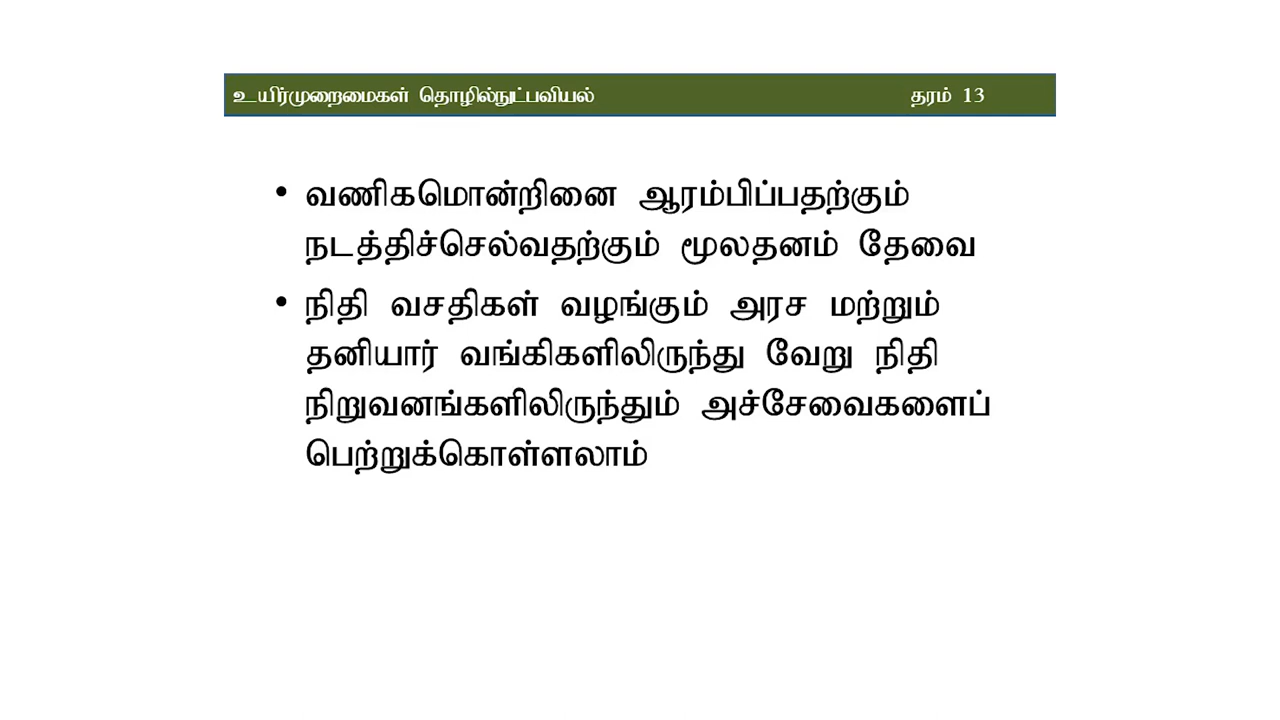 உயிர்முறைமைகள் தொழில்நுட்பவியல் தரம் 13
• வணிகமொன்றினை ஆரம்பிப்பதற்கும்
நடத்திச்செல்வதற்கும் மூலதனம் தேவை
• நிதி வசதிகள் வழங்கும் அரச மற்றும்
தனியார் வங்கிகளிலிருந்து வேறு நிதி
நிறுவனங்களிலிருந்தும் அச்சேவைகளைப்
பெற்றுக்கொள்ளலாம்